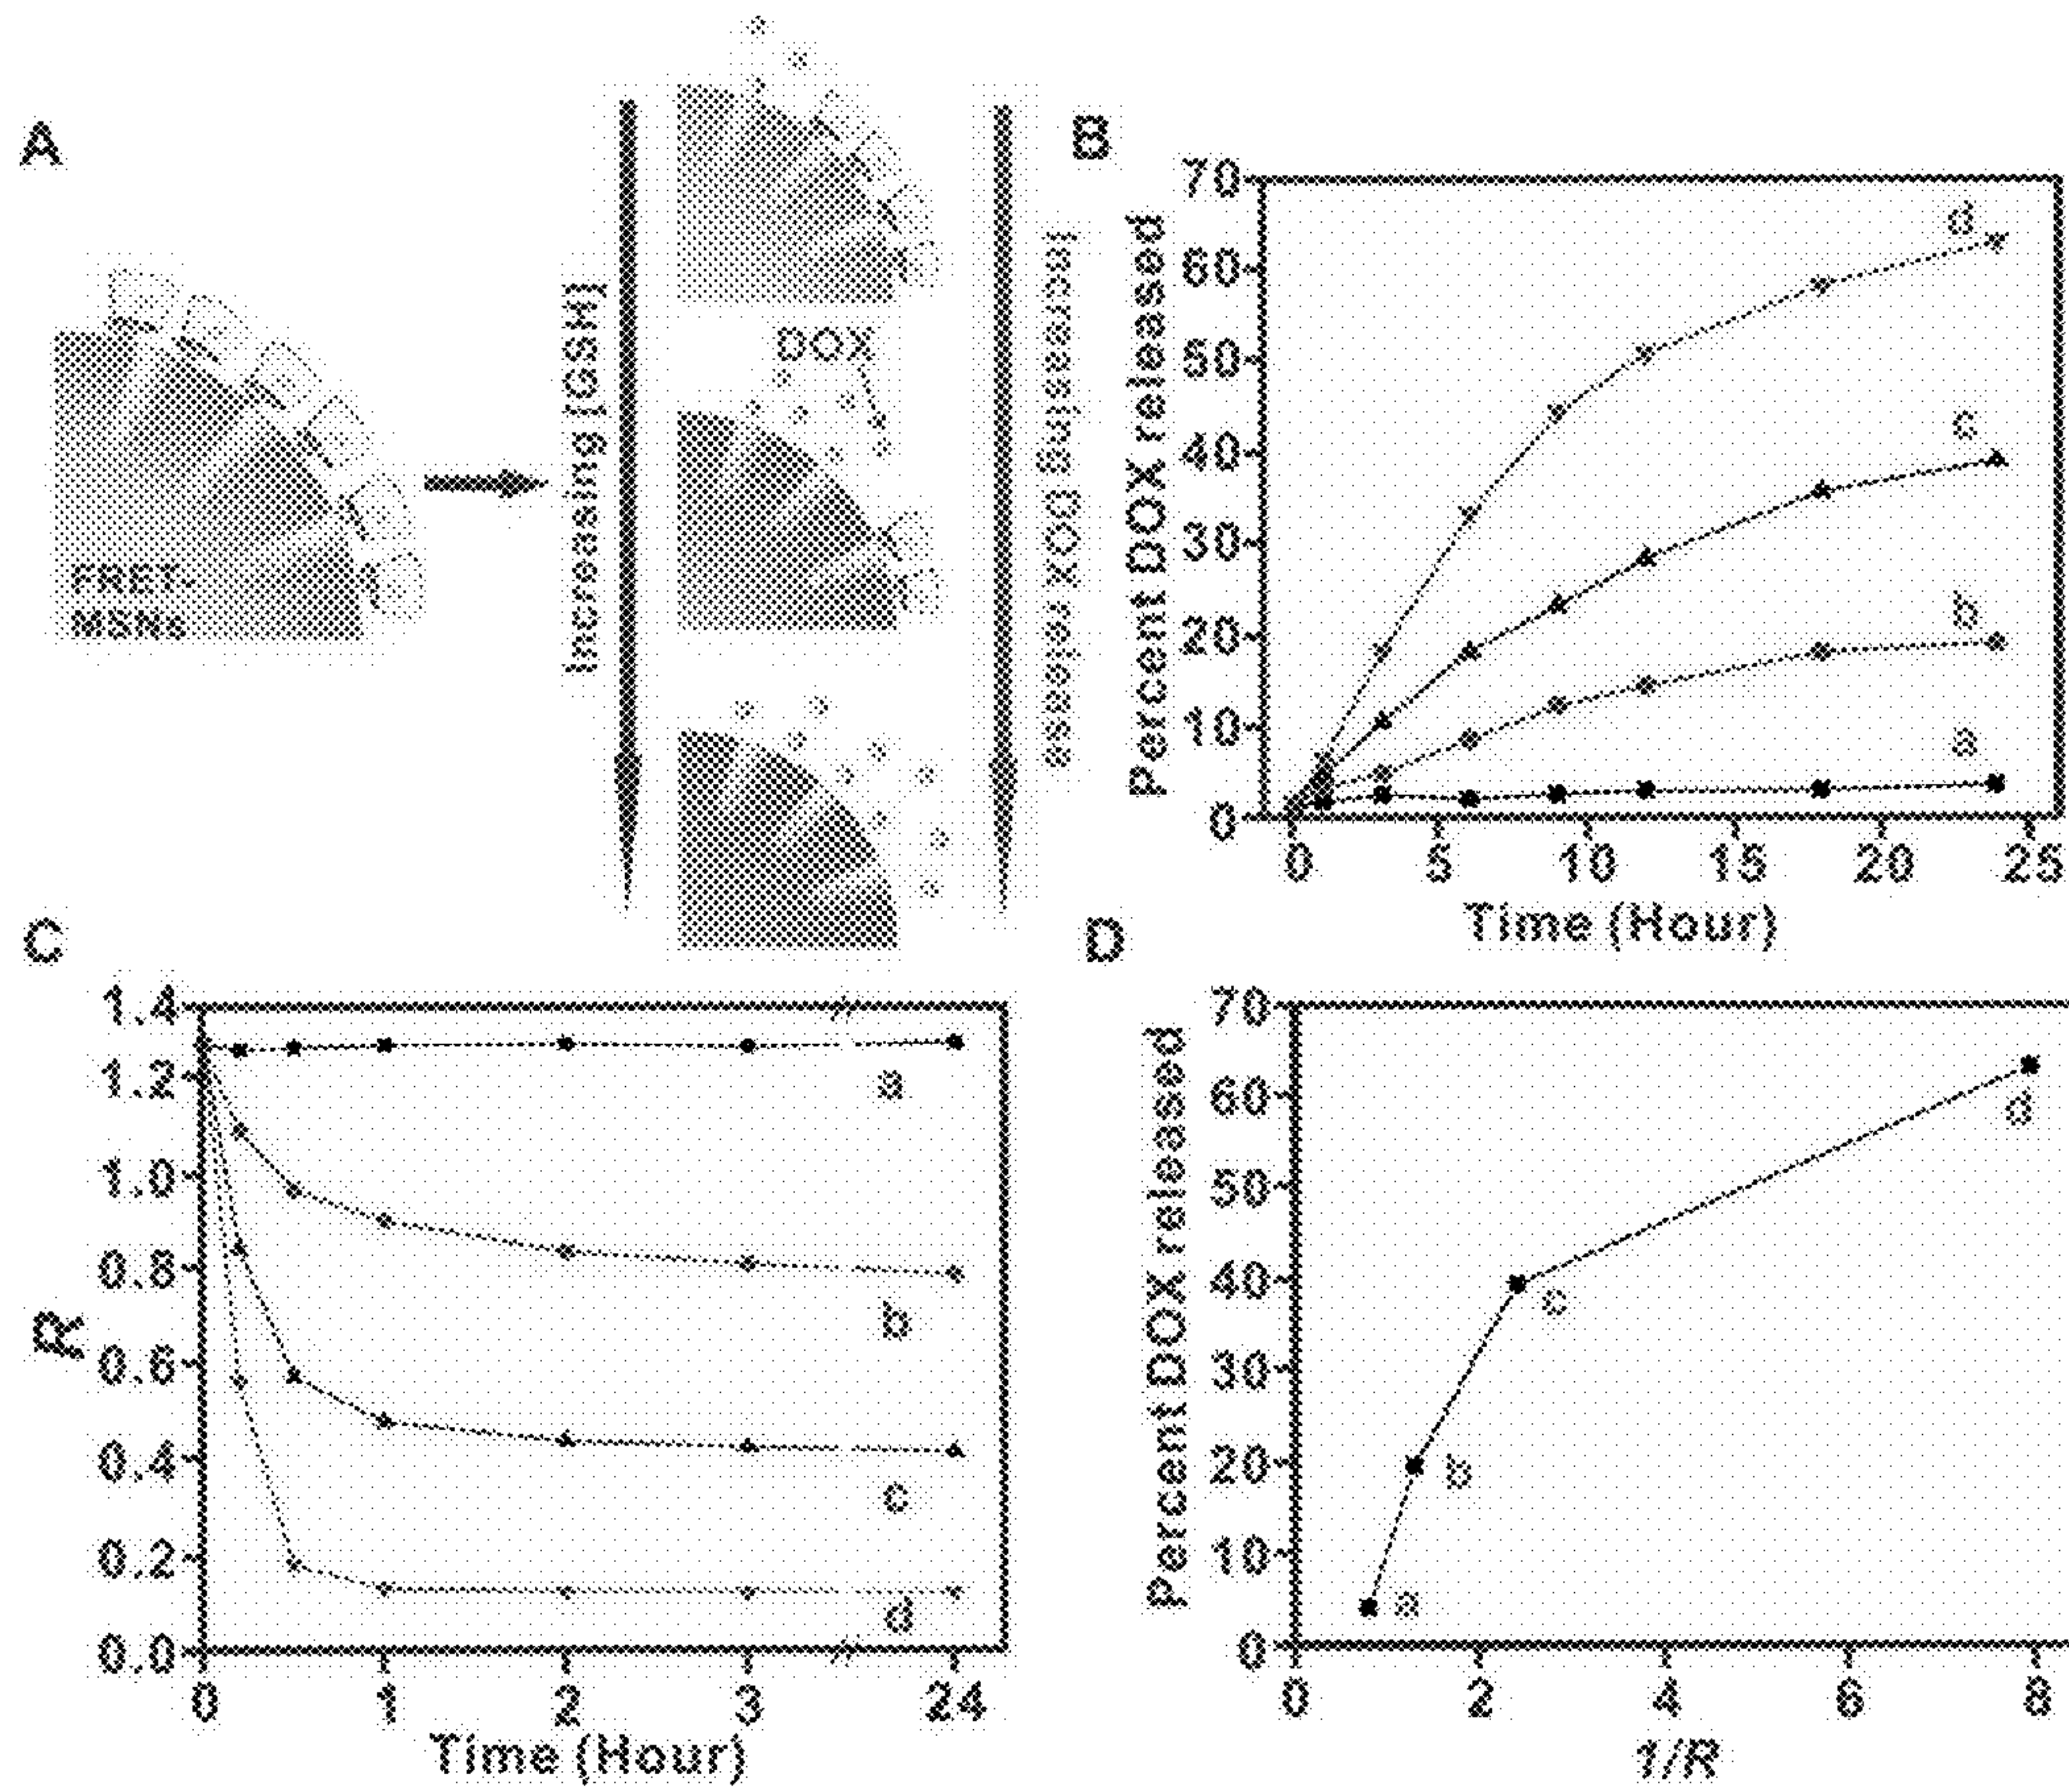 A
FRET-
MSNs
Increasing [GSH]
DOX
Increasing DOX release
B
Percent DOX released
70
60
50
40
30
20
10
0
d
c
b
a
0 5 10 15 20 25
Time (Hour)
C
R
1.4
1.2
1.0
0.8
0.6
0.4
0.2
0.0
a
b
c
d
0 1 2 3 24
Time (Hour)
D
Percent DOX released
70
60
50
40
30
20
10
0
d
c
b
a
0 2 4 6 8
1/R